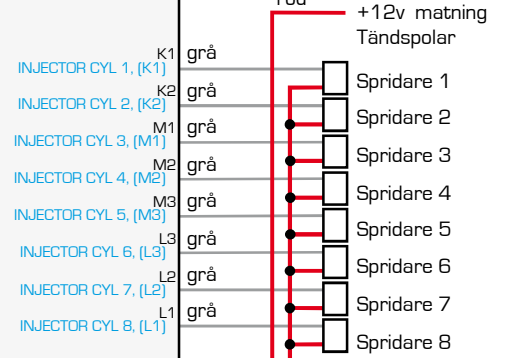 röd
+12v matning
Tändspolar
K1 grå
INJECTOR CYL 1, (K1)
Spridare 1
K2 grå
INJECTOR CYL 2, (K2)
Spridare 2
M1 grå
INJECTOR CYL 3, (M1)
Spridare 3
M2 grå
INJECTOR CYL 4, (M2)
Spridare 4
M3 grå
INJECTOR CYL 5, (M3)
Spridare 5
L3 grå
INJECTOR CYL 6, (L3)
Spridare 6
L2 grå
INJECTOR CYL 7, (L2)
Spridare 7
L1 grå
INJECTOR CYL 8, (L1)
Spridare 8